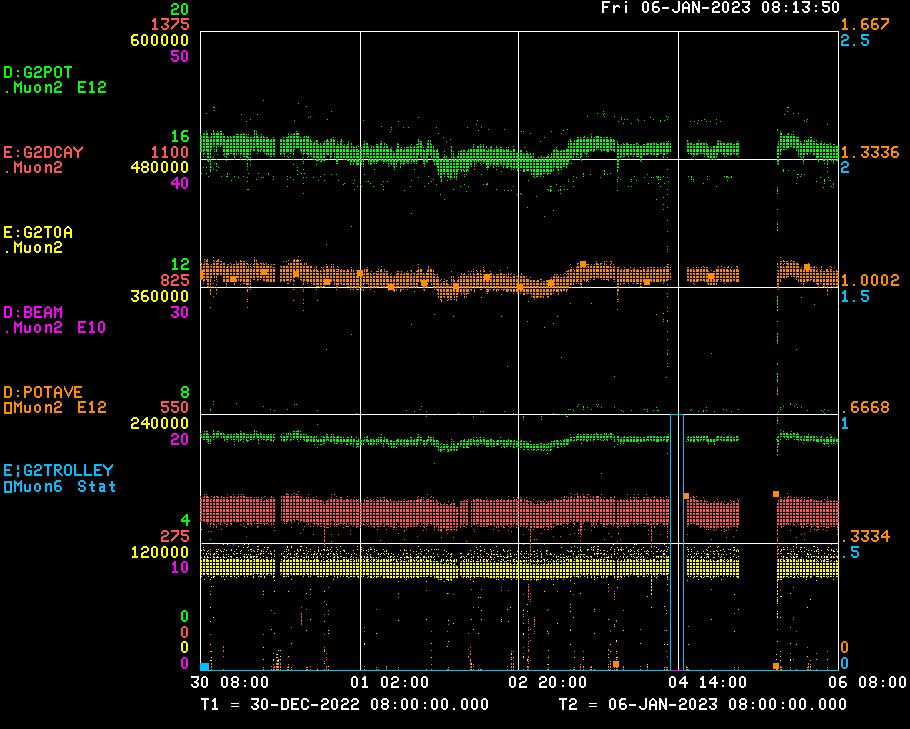 Fri 06-JAN-2023 08:13:50
20
1375
600000
50
1.667
2.5
D:G2POT
.Muon2 E12
16
1100
480000
40
1.3336
2
E:G2DCAY
.Muon2
E:G2TOA
.Muon2
12
825
360000
30
1.0002
1.5
D:BEAM
.Muon2 E10
D:POTAVE
▯Muon2 E12
8
550
240000
20
.6668
1
E¦G2TROLLEY
▯Muon6 Stat
4
275
120000
10
.3334
.5
0
0
0
0
0
0
30 08:00 01 02:00 02 20:00 04 14:00 06 08:00
T1 = 30-DEC-2022 08:00:00.000 T2 = 06-JAN-2023 08:00:00.000